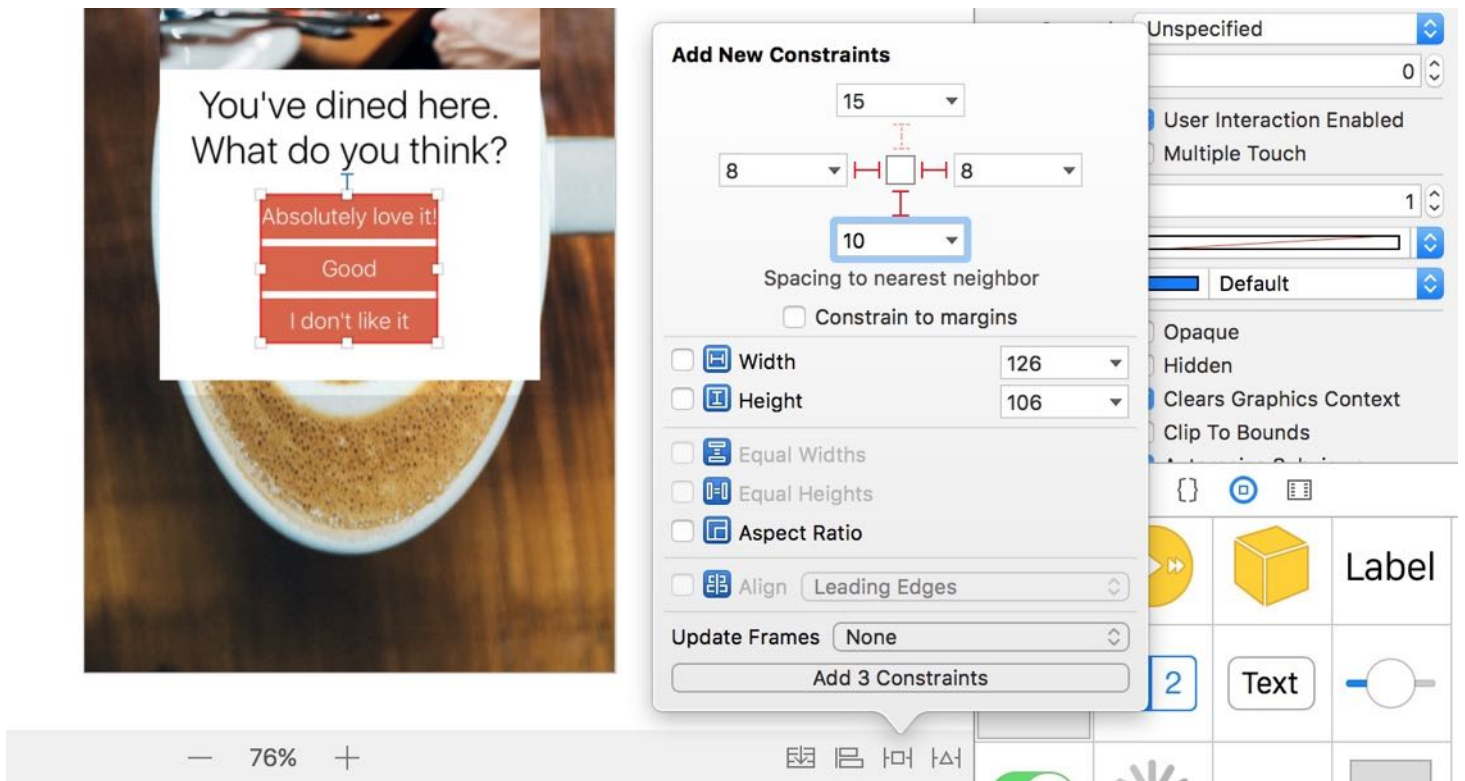 You've dined here.
What do you think?
Absolutely love it!
Good
I don't like it
76%
Add New Constraints
15
8
8
10
Spacing to nearest neighbor
Constrain to margins
Width 126
Height 106
Equal Widths
Equal Heights
Aspect Ratio
Align Leading Edges
Update Frames None
Add 3 Constraints
Unspecified
0
User Interaction Enabled
Multiple Touch
1
Default
Opaque
Hidden
Clears Graphics Context
Clip To Bounds
{}
Label
2
Text